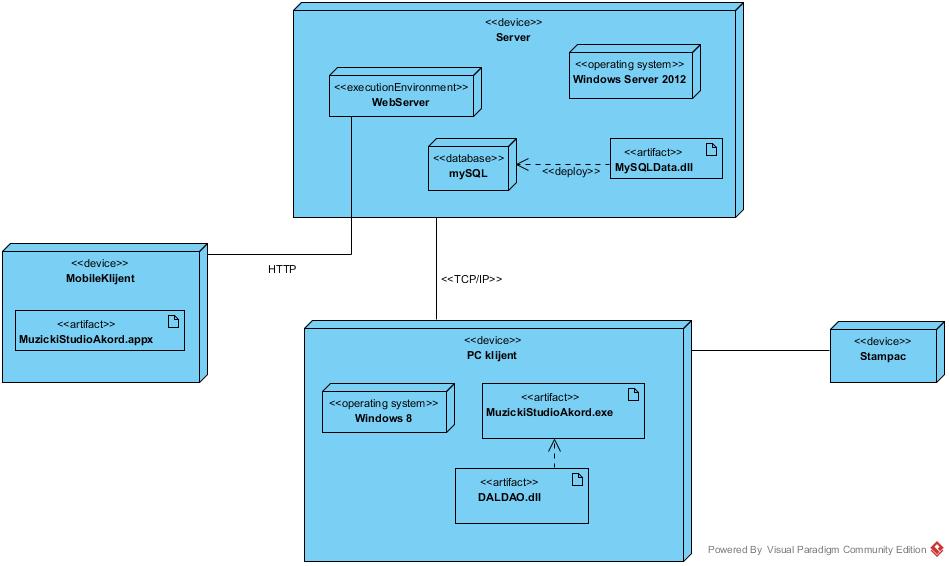 <<device>>
Server
<<operating system>>
Windows Server 2012
<<executionEnvironment>>
WebServer
<<database>>
mySQL
<<deploy>>
<<artifact>>
MySQLData.dll
<<device>>
MobileKlijent
<<artifact>>
MuzickiStudioAkord.appx
HTTP
<<TCP/IP>>
<<device>>
PC klijent
<<operating system>>
Windows 8
<<artifact>>
MuzickiStudioAkord.exe
<<artifact>>
DALDAO.dll
<<device>>
Stampac
Powered By Visual Paradigm Community Edition